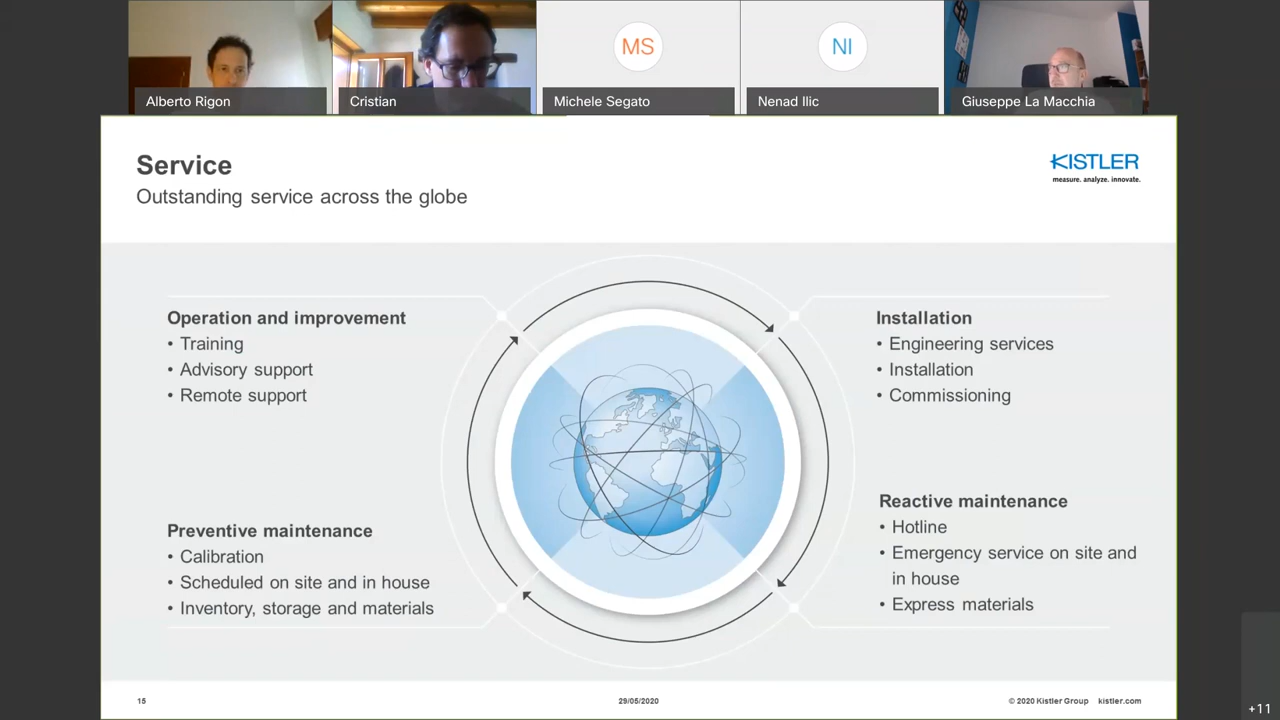 MS
NI
Alberto Rigon
Cristian
Michele Segato
Nenad Ilic
Giuseppe La Macchia
Service
Outstanding service across the globe
KISTLER
measure. analyze. innovate.
Operation and improvement
• Training
• Advisory support
• Remote support
Installation
• Engineering services
• Installation
• Commissioning
Preventive maintenance
• Calibration
• Scheduled on site and in house
• Inventory, storage and materials
Reactive maintenance
• Hotline
• Emergency service on site and
in house
• Express materials
15
29/05/2020
© 2020 Kistler Group kistler.com
+11